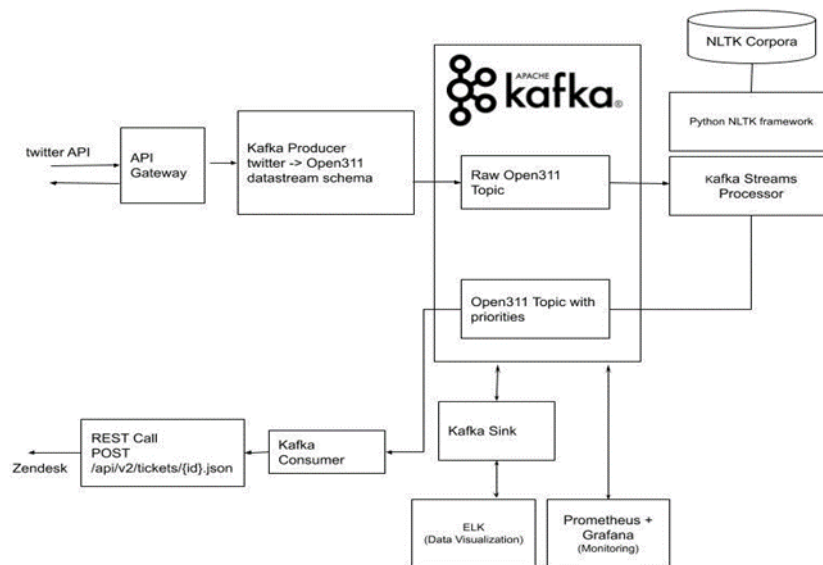 NLTK Corpora
APACHE
kafka®
Python NLTK framework
twitter API
API
Gateway
Kafka Producer
twitter -> Open311
datastream schema
Raw Open311
Topic
Kafka Streams
Processor
Open311 Topic with
priorities
REST Call
POST
/api/v2/tickets/{id}.json
Zendesk
Kafka
Consumer
Kafka Sink
ELK
(Data Visualization)
Prometheus +
Grafana
(Monitoring)